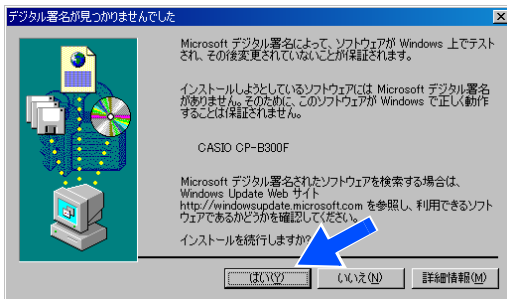 デジタル署名が見つかりませんでした
Microsoft デジタル署名によって、ソフトウェアが Windows 上でテスト
され、その後変更されていないことが保証されます。
インストールしようとしているソフトウェアには Microsoft デジタル署名
がありません。そのために、このソフトウェアが Windows で正しく動作
することは保証されません。
CASIO CP-B300F
Microsoft デジタル署名されたソフトウェアを検索する場合は、
Windows Update Web サイト
http://windowsupdate.microsoft.com を参照し、利用できるソフト
ウェアであるかどうかを確認してください。
インストールを続行しますか?
はい(Y) いいえ(N) 詳細情報(M)